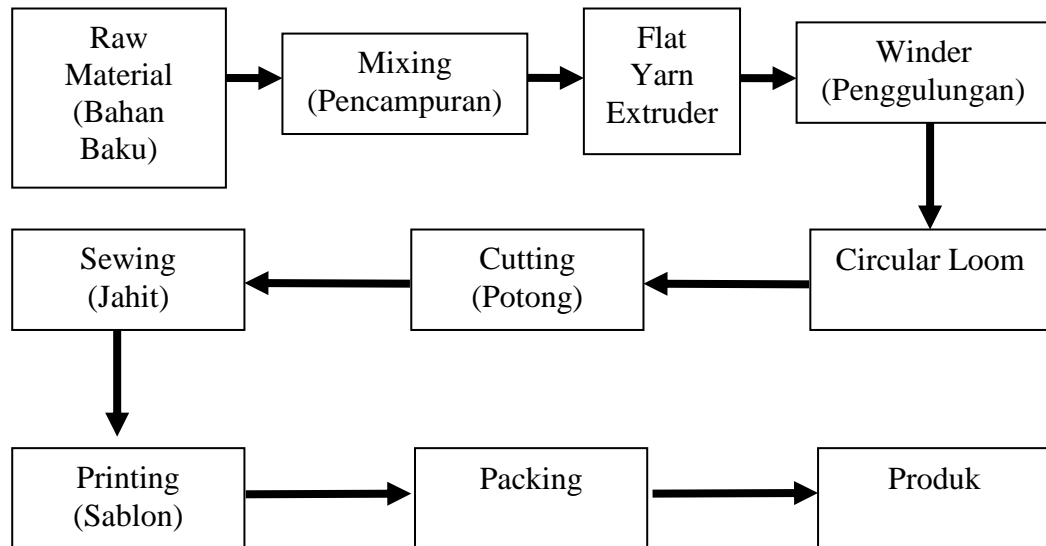 Raw
Material
(Bahan
Baku)
Mixing
(Pencampuran)
Flat
Yarn
Extruder
Winder
(Penggulungan)
Circular Loom
Cutting
(Potong)
Sewing
(Jahit)
Printing
(Sablon)
Packing
Produk